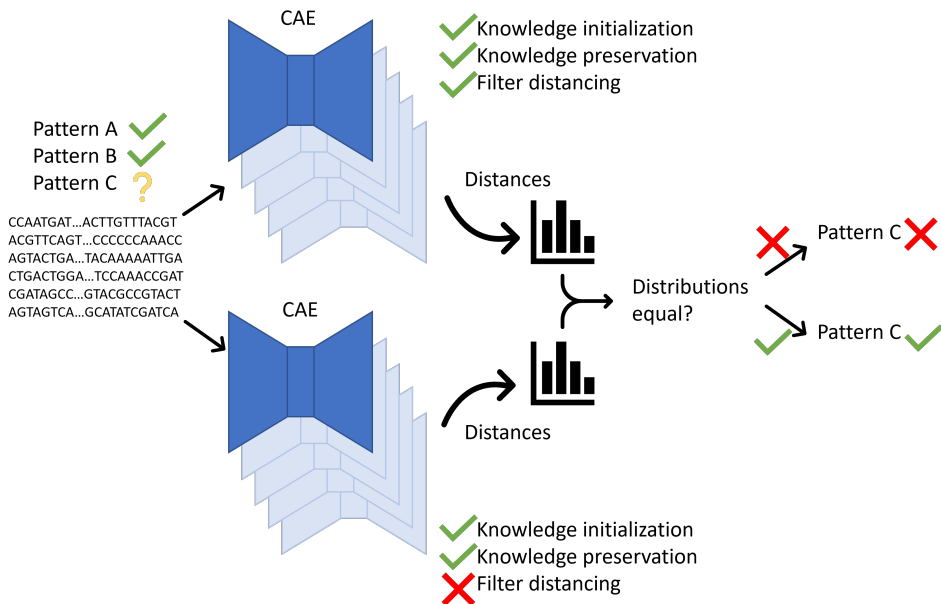 CAE
Knowledge initialization
Knowledge preservation
Filter distancing
Pattern A
Pattern B
Pattern C ?
CCAATGAT...ACTTGTTTACGT
ACGTTCAGT...CCCCCCAAACC
AGTACTGA...TACAAAAATTGA
CTGACTGGA...TCCAAACCGAT
CGATAGCC...GTACGCCGTACT
AGTAGTCA...GCATATCGATCA
Distances
Distributions
equal?
Pattern C
Pattern C
CAE
Distances
Knowledge initialization
Knowledge preservation
Filter distancing